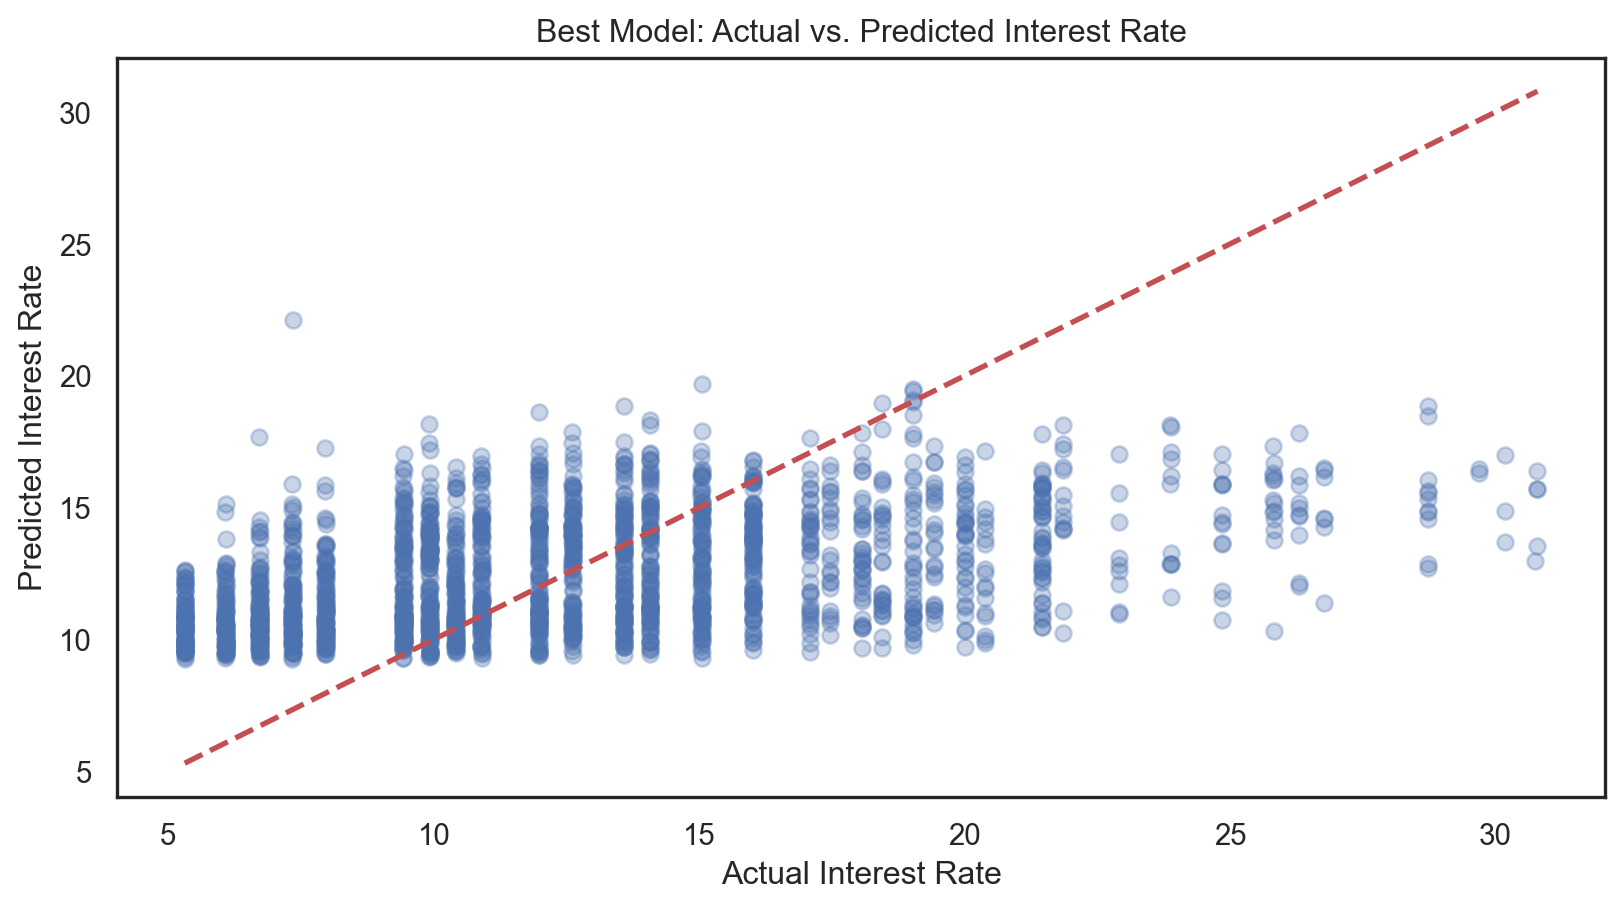 Best Model: Actual vs. Predicted Interest Rate
Predicted Interest Rate
30
25
20
15
10
5
5 10 15 20 25 30
Actual Interest Rate